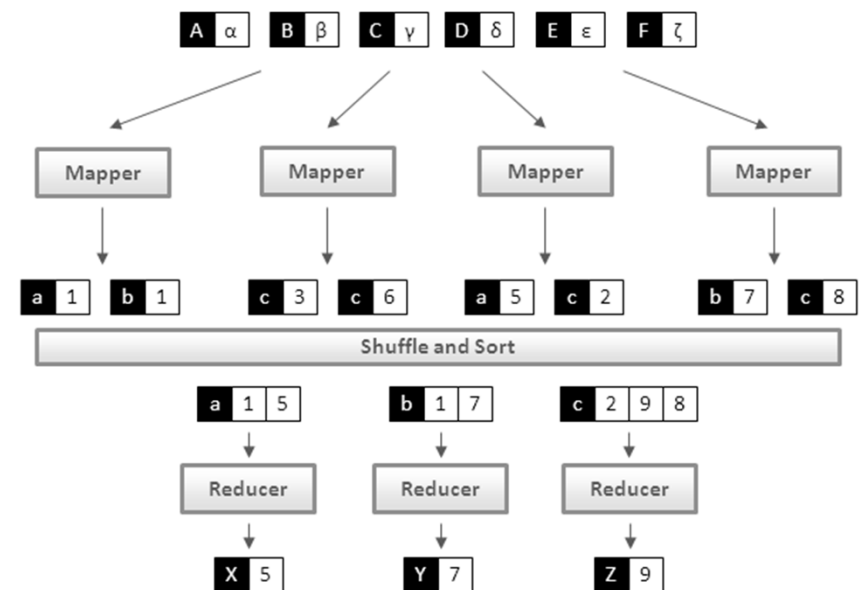 A α B β C γ D δ E ε F ζ
Mapper Mapper Mapper Mapper
a 1 b 1 c 3 c 6 a 5 c 2 b 7 c 8
Shuffle and Sort
a 1 5 b 1 7 c 2 9 8
Reducer Reducer Reducer
X 5 Y 7 Z 9